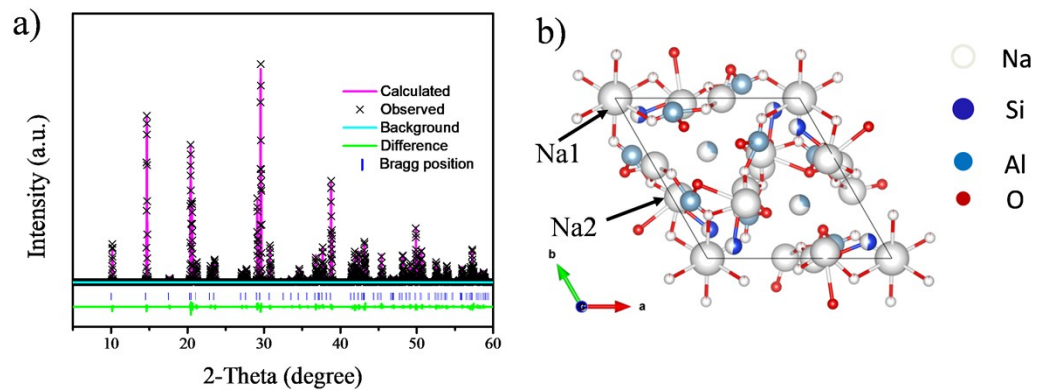 a)
Intensity (a.u.)
Calculated
Observed
Background
Difference
Bragg position
10
20
30
40
50
60
2-Theta (degree)
b)
Na1
Na2
b
a
Na
Si
Al
O